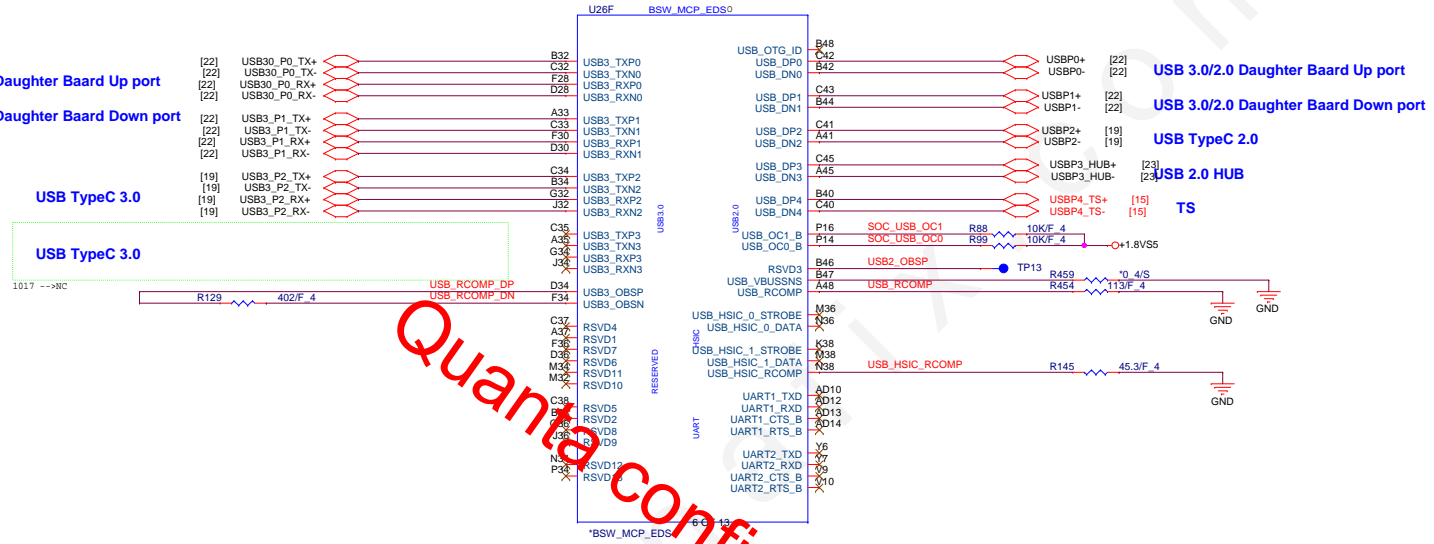 U26F BSW_MCP_EDS0
Daughter Baard Up port
[22] USB30_P0_TX+ B32 USB3_TXP0
[22] USB30_P0_TX- C32 USB3_TXN0
[22] USB30_P0_RX+ F28 USB3_RXP0
[22] USB30_P0_RX- D28 USB3_RXN0
Daughter Baard Down port
[22] USB3_P1_TX+ A33 USB3_TXP1
[22] USB3_P1_TX- C33 USB3_TXN1
[22] USB3_P1_RX+ F30 USB3_RXP1
[22] USB3_P1_RX- D30 USB3_RXN1
USB TypeC 3.0
[19] USB3_P2_TX+ C34 USB3_TXP2
[19] USB3_P2_TX- B34 USB3_TXN2
[19] USB3_P2_RX+ G32 USB3_RXP2
[19] USB3_P2_RX- J32 USB3_RXN2
USB TypeC 3.0
1017 -->NC
C35 USB3_TXP3
A35 USB3_TXN3
G34 USB3_RXP3
J34 USB3_RXN3
USB_RCOMP_DP D34 USB3_OBSP
R129 402/F_4 USB_RCOMP_DN F34 USB3_OBSN
C37 RSVD4
A37 RSVD1
F36 RSVD7
D36 RSVD6
M34 RSVD11
M32 RSVD10
C38 RSVD5
RSVD2
RSVD8
J36 RSVD9
RSVD12
P34
USB3.0
RESERVED
USB2.0
HSIC
UART
USB_OTG_ID B48
USB_DP0 C42 USBP0+ [22]
USB_DN0 B42 USBP0- [22]
USB 3.0/2.0 Daughter Baard Up port
USB_DP1 C43 USBP1+ [22]
USB_DN1 B44 USBP1- [22]
USB 3.0/2.0 Daughter Baard Down port
USB_DP2 C41 USBP2+ [19]
USB_DN2 A41 USBP2- [19]
USB TypeC 2.0
USB_DP3 C45 USBP3_HUB+ [23]
USB_DN3 A45 USBP3_HUB- [23]
USB 2.0 HUB
USB_DP4 B40 USBP4_TS+ [15]
USB_DN4 C40 USBP4_TS- [15]
TS
USB_OC1_B P16 SOC_USB_OC1 R88 10K/F_4
USB_OC0_B P14 SOC_USB_OC0 R99 10K/F_4 +1.8VS5
RSVD3 B46 USB2_OBSP TP13
USB_VBUSSNS B47 R459 *0_4/S GND
USB_RCOMP A48 USB_RCOMP R454 113/F_4 GND
USB_HSIC_0_STROBE M36
USB_HSIC_0_DATA N36
USB_HSIC_1_STROBE K38
USB_HSIC_1_DATA M38
USB_HSIC_RCOMP N38 USB_HSIC_RCOMP R145 45.3/F_4 GND
UART1_TXD AD10
UART1_RXD AD12
UART1_CTS_B AD13
UART1_RTS_B AD14
UART2_TXD Y6
UART2_RXD Y7
UART2_CTS_B V9
UART2_RTS_B V10
*BSW_MCP_EDS
Quanta confi